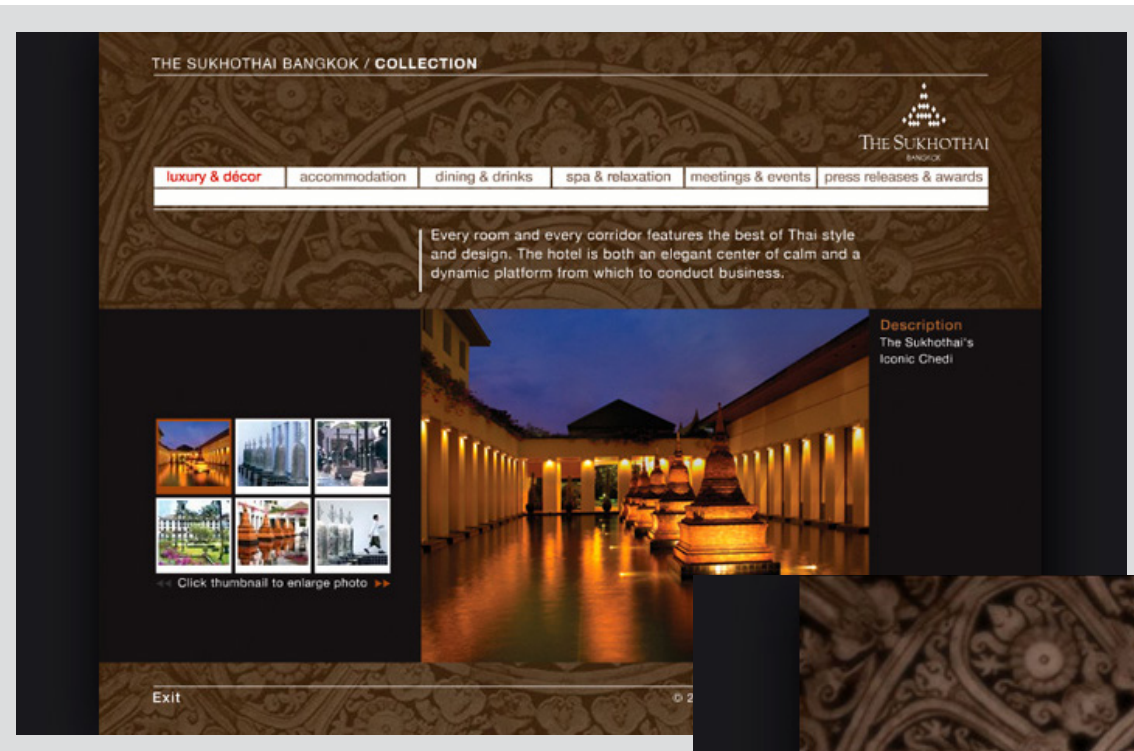 THE SUKHOTHAI BANGKOK / COLLECTION
THE SUKHOTHAI
BANGKOK
luxury & décor accommodation dining & drinks spa & relaxation meetings & events press releases & awards
Every room and every corridor features the best of Thai style
and design. The hotel is both an elegant center of calm and a
dynamic platform from which to conduct business.
Description
The Sukhothai's
Iconic Chedi
Click thumbnail to enlarge photo
Exit
© 2